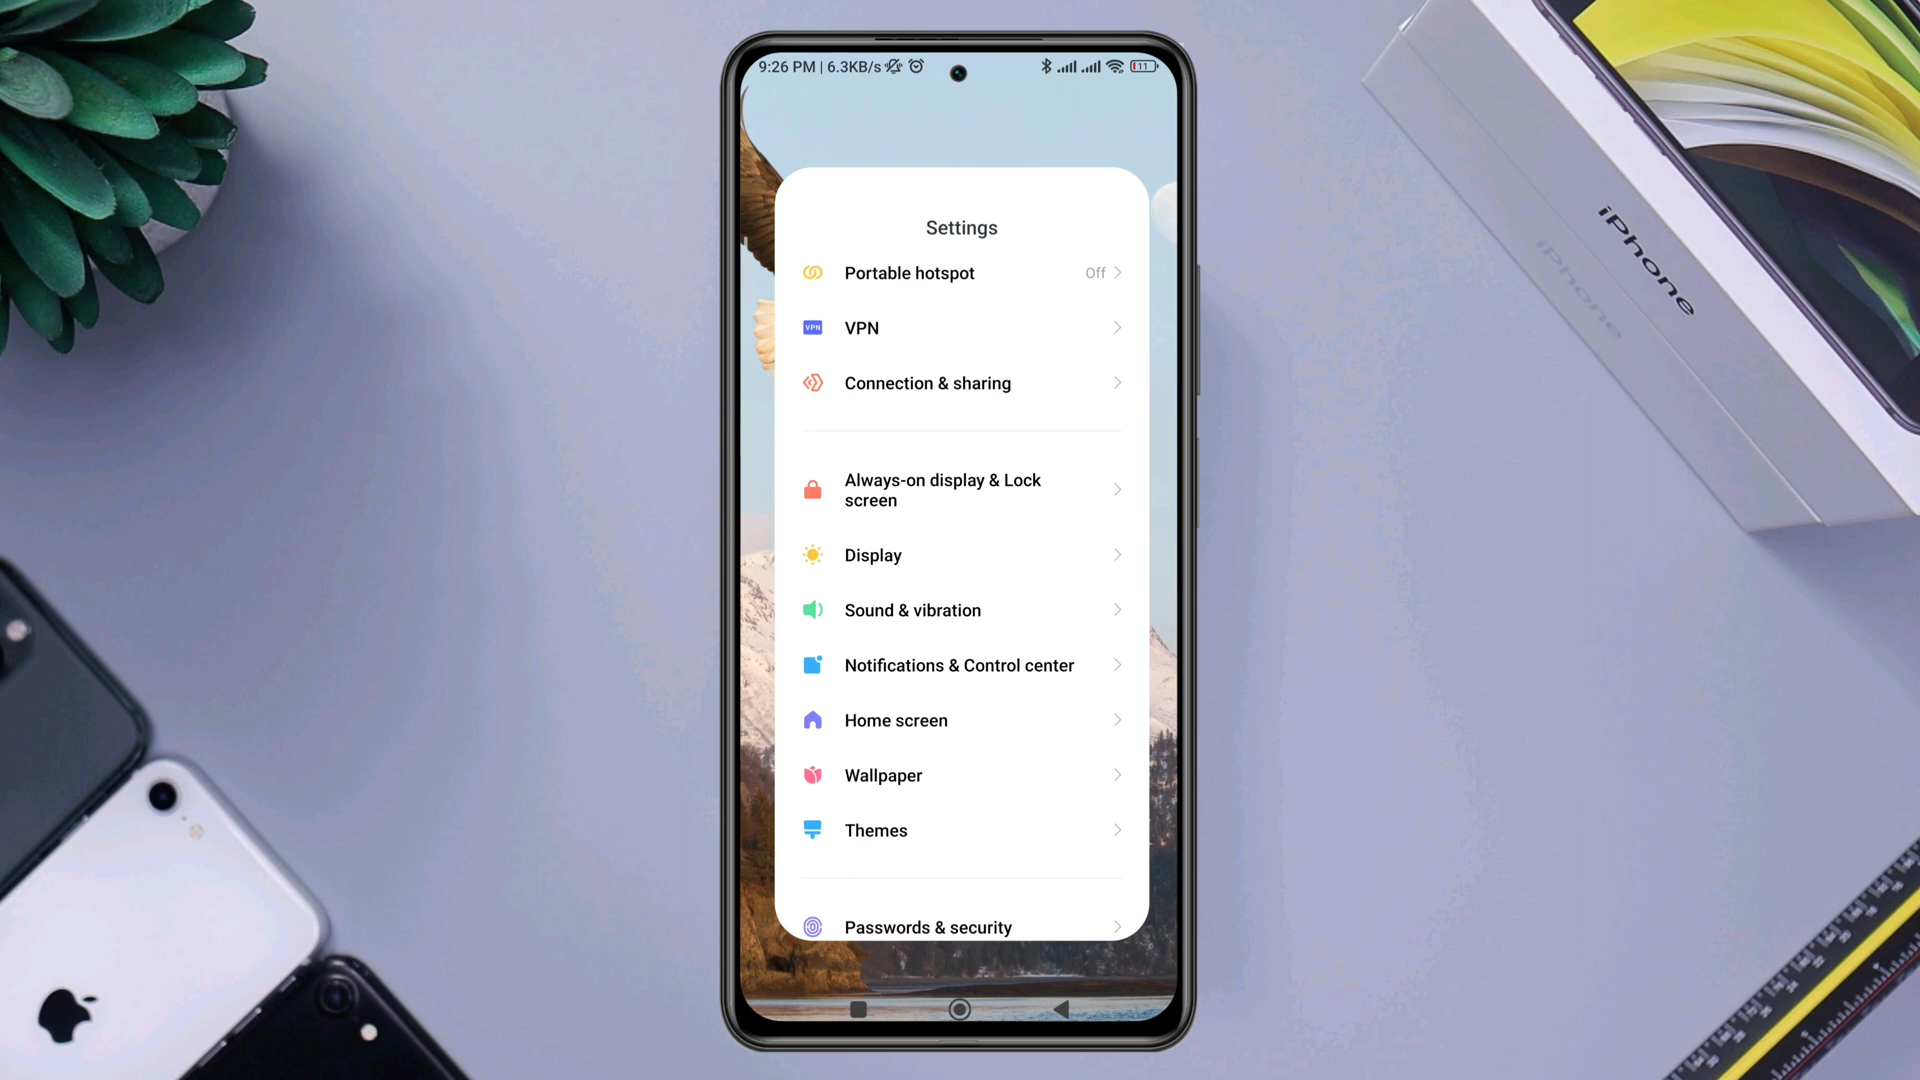 9:26 PM | 6.3KB/s
11
Settings
Portable hotspot
Off
VPN
VPN
Connection & sharing
Always-on display & Lock
screen
Display
Sound & vibration
Notifications & Control center
Home screen
Wallpaper
Themes
Passwords & security
iPhone
iPhone